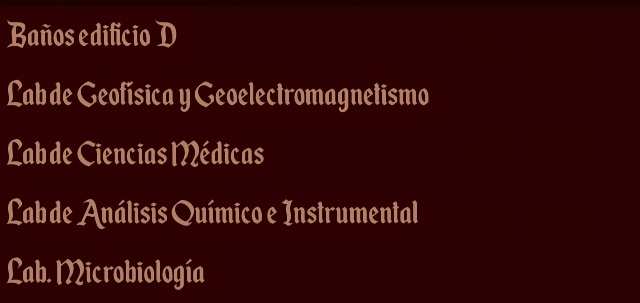 Baños edificio D
Lab de Geofísica y Geoelectromagnetismo
Lab de Ciencias Médicas
Lab de Análisis Químico e Instrumental
Lab. Microbiología